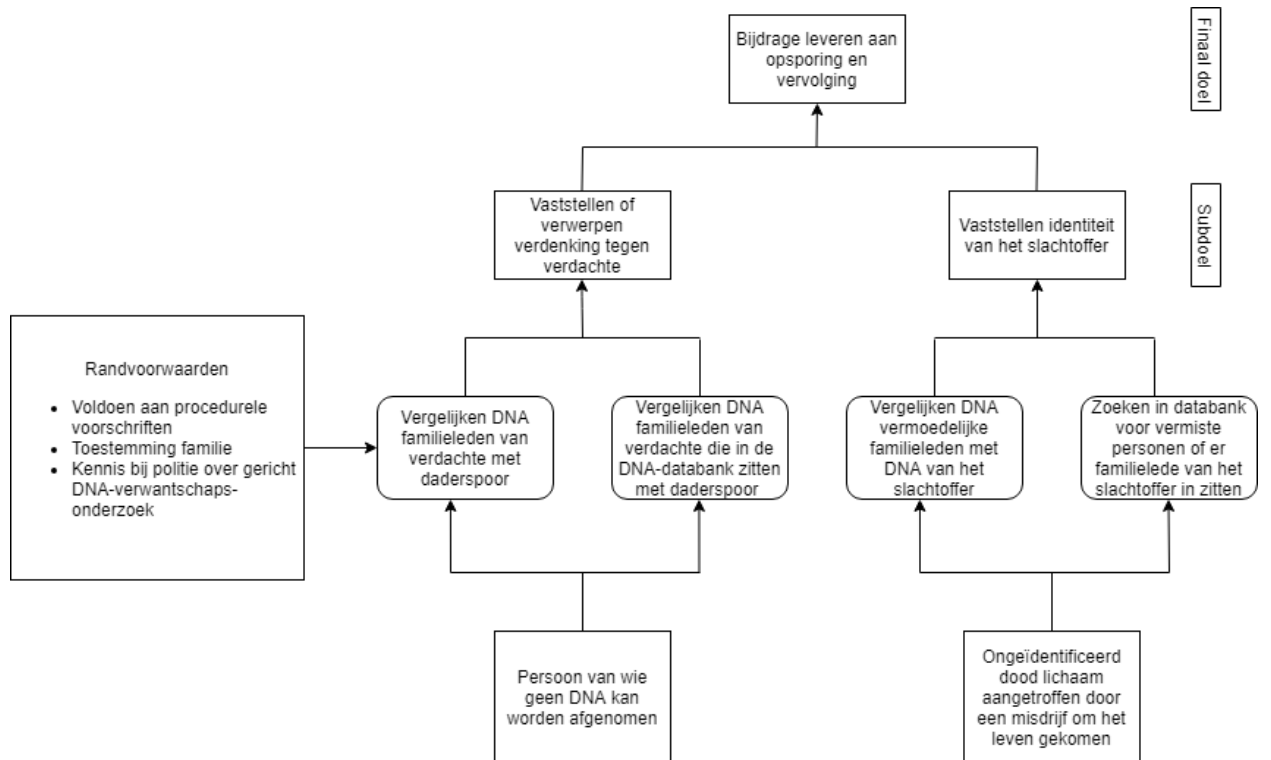 Bijdrage leveren aan
opsporing en
vervolging
Finaal doel
Vaststellen of
verwerpen
verdenking tegen
verdachte
Vaststellen identiteit
van het slachtoffer
Subdoel
Randvoorwaarden
• Voldoen aan procedurele
voorschriften
• Toestemming familie
• Kennis bij politie over gericht
DNA-verwantschaps-
onderzoek
Vergelijken DNA
familieleden van
verdachte met
daderspoor
Vergelijken DNA
familieleden van
verdachte die in de
DNA-databank zitten
met daderspoor
Vergelijken DNA
vermoedelijke
familieleden met
DNA van het
slachtoffer
Zoeken in databank
voor vermiste
personen of er
familielede van het
slachtoffer in zitten
Persoon van wie
geen DNA kan
worden afgenomen
Ongeïdentificeerd
dood lichaam
aangetroffen door
een misdrijf om het
leven gekomen